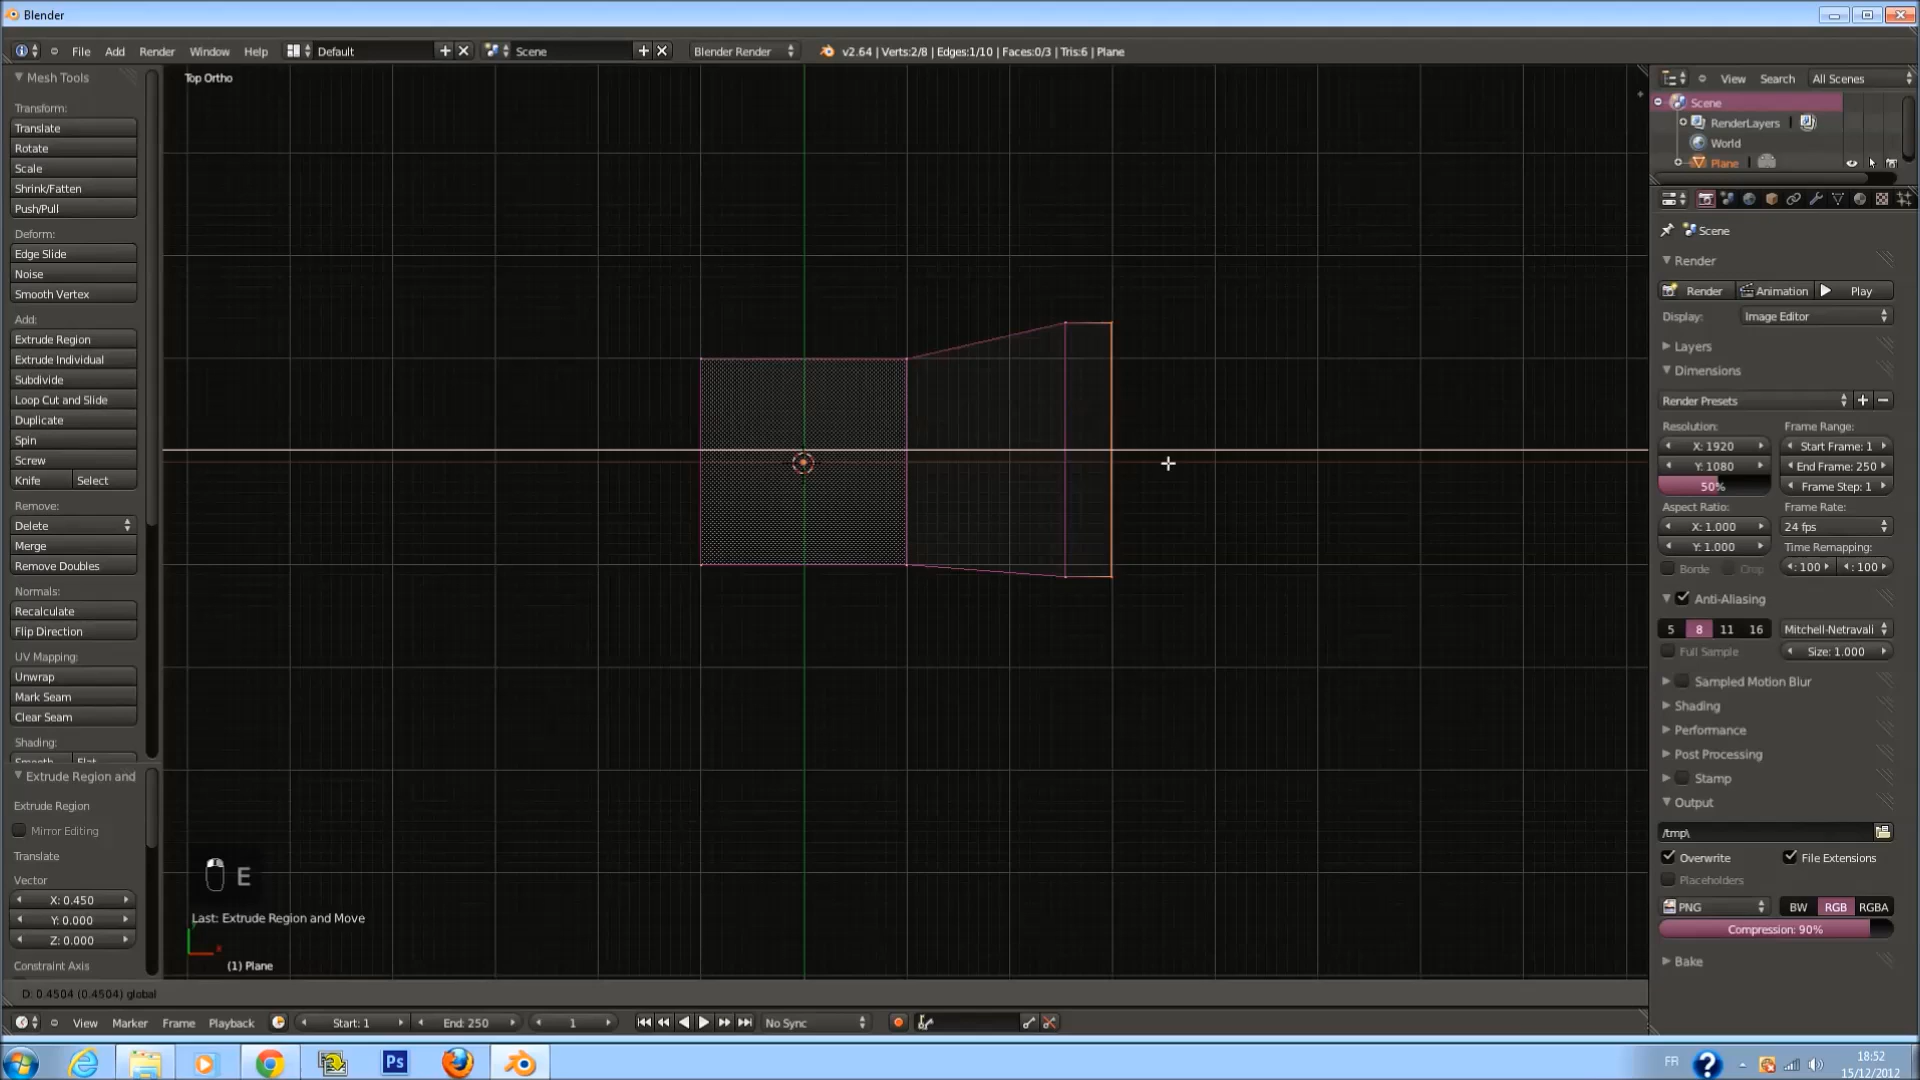 Blender
File Add Render Window Help Default Scene Blender Render v2.64 | Verts:2/8 | Edges:1/10 | Faces:0/3 | Tris:6 | Plane
Mesh Tools
Transform:
Translate
Rotate
Scale
Shrink/Fatten
Push/Pull
Deform:
Edge Slide
Noise
Smooth Vertex
Add:
Extrude Region
Extrude Individual
Subdivide
Loop Cut and Slide
Duplicate
Spin
Screw
Knife Select
Remove:
Delete
Merge
Remove Doubles
Normals:
Recalculate
Flip Direction
UV Mapping:
Unwrap
Mark Seam
Clear Seam
Shading:
Smooth Flat
Extrude Region and
Extrude Region
Mirror Editing
Translate
Vector
X: 0.450
Y: 0.000
Z: 0.000
Constraint Axis
Top Ortho
E
Last: Extrude Region and Move
x
(1) Plane
D: 0.4504 (0.4504) global
View Search All Scenes
Scene
RenderLayers
World
Plane
Scene
Render
Render Animation Play
Display: Image Editor
Layers
Dimensions
Render Presets
Resolution: Frame Range:
X: 1920 Start Frame: 1
Y: 1080 End Frame: 250
50% Frame Step: 1
Aspect Ratio: Frame Rate:
X: 1.000 24 fps
Y: 1.000 Time Remapping:
Borde Crop : 100 : 100
Anti-Aliasing
5 8 11 16 Mitchell-Netravali
Full Sample Size: 1.000
Sampled Motion Blur
Shading
Performance
Post Processing
Stamp
Output
/tmp\
Overwrite File Extensions
Placeholders
PNG BW RGB RGBA
Compression: 90%
Bake
View Marker Frame Playback Start: 1 End: 250 1 No Sync
Ps
FR
18:52
15/12/2012